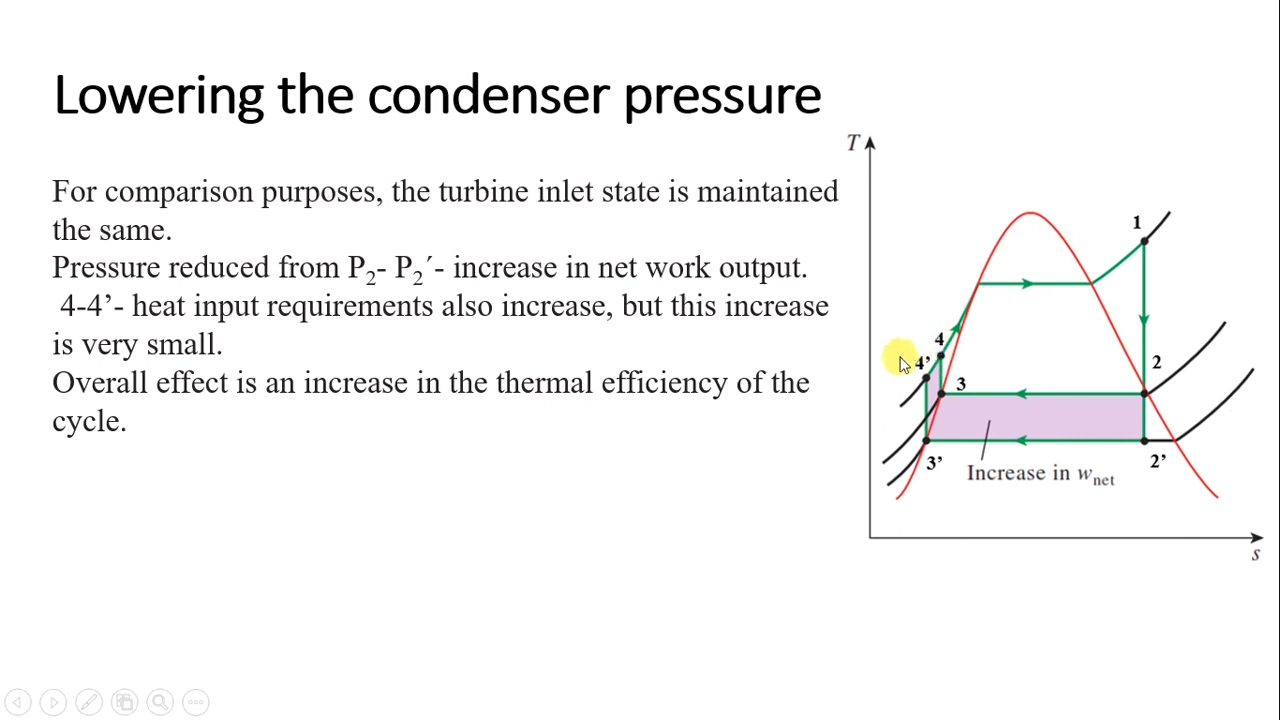 Lowering the condenser pressure
For comparison purposes, the turbine inlet state is maintained
the same.
Pressure reduced from P₂- P₂´- increase in net work output.
4-4’- heat input requirements also increase, but this increase
is very small.
Overall effect is an increase in the thermal efficiency of the
cycle.
T
1
4
4’
2
3
3’
2’
Increase in wnet
s